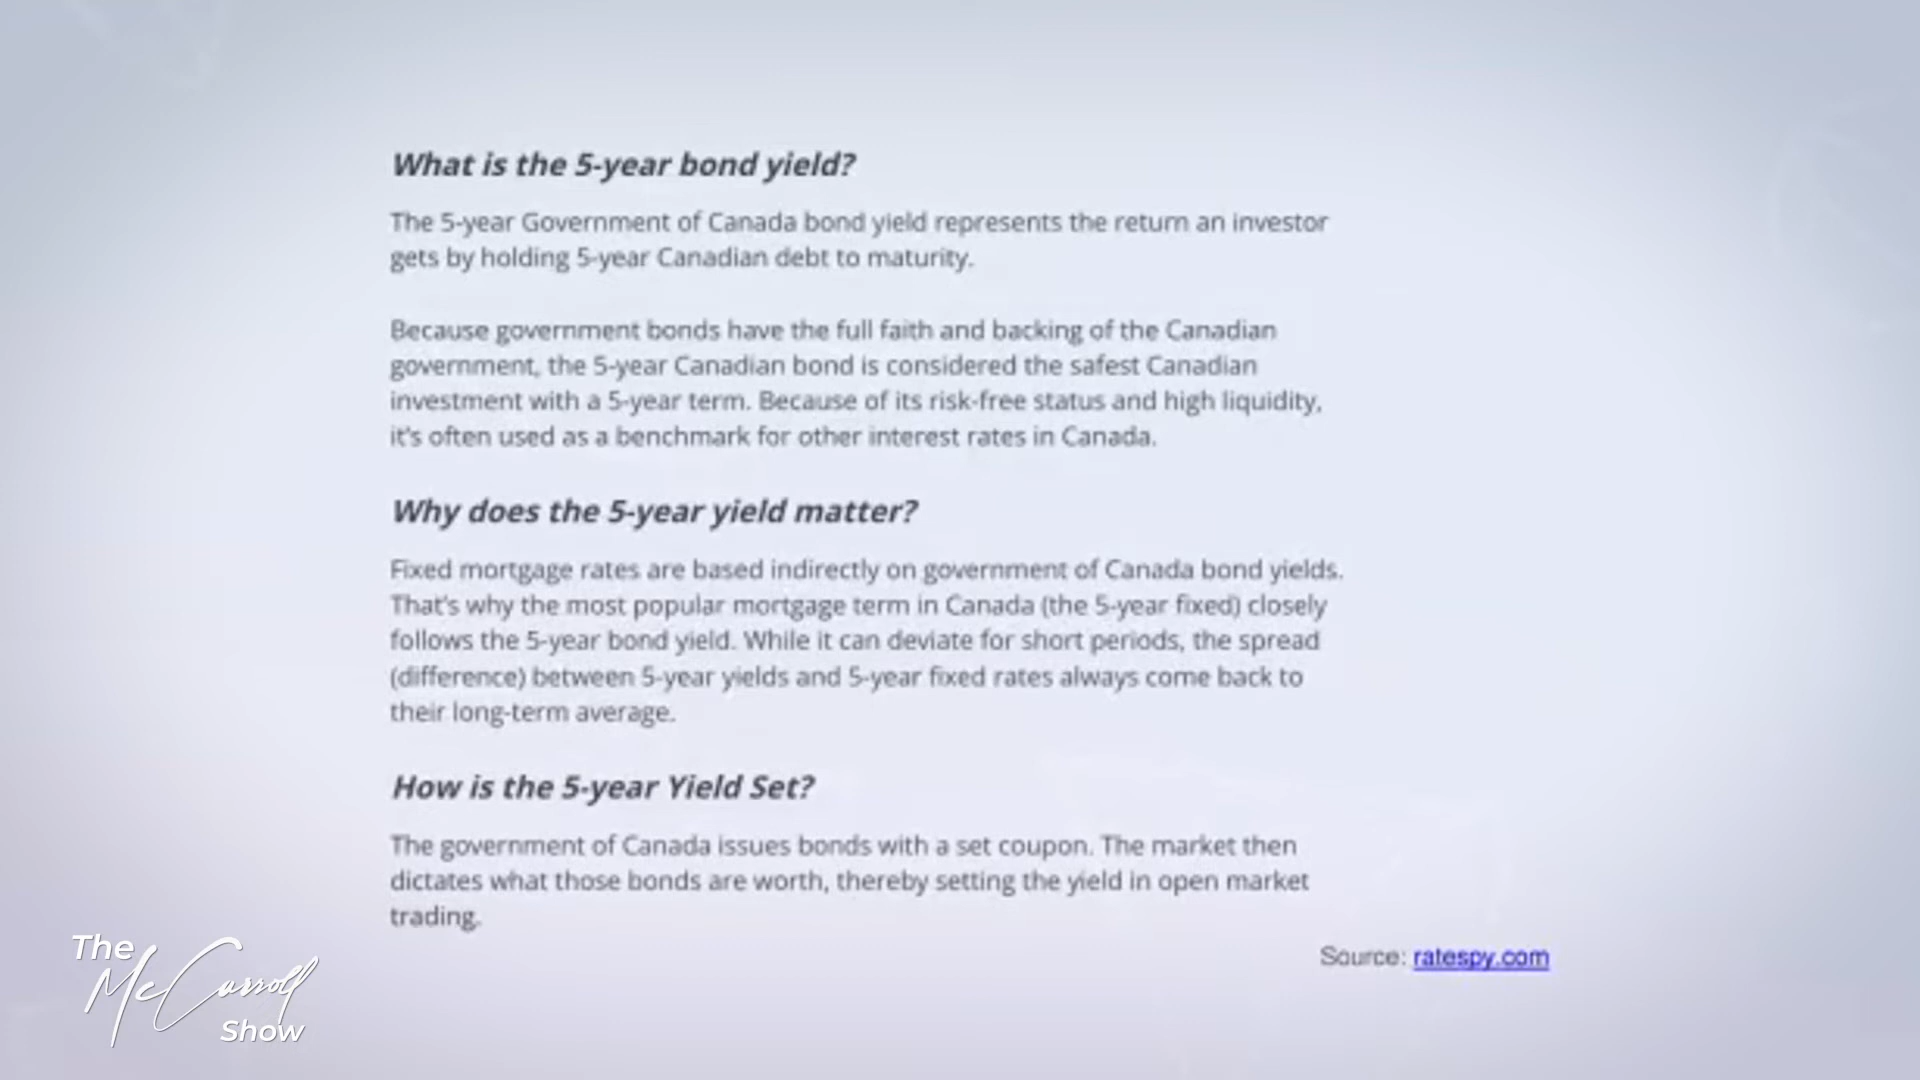 What is the 5-year bond yield?
The 5-year Government of Canada bond yield represents the return an investor
gets by holding 5-year Canadian debt to maturity.
Because government bonds have the full faith and backing of the Canadian
government, the 5-year Canadian bond is considered the safest Canadian
investment with a 5-year term. Because of its risk-free status and high liquidity,
it's often used as a benchmark for other interest rates in Canada.
Why does the 5-year yield matter?
Fixed mortgage rates are based indirectly on government of Canada bond yields.
That's why the most popular mortgage term in Canada (the 5-year fixed) closely
follows the 5-year bond yield. While it can deviate for short periods, the spread
(difference) between 5-year yields and 5-year fixed rates always come back to
their long-term average.
How is the 5-year Yield Set?
The government of Canada issues bonds with a set coupon. The market then
dictates what those bonds are worth, thereby setting the yield in open market
trading.
Source: ratespy.com
The
McCarroll
Show